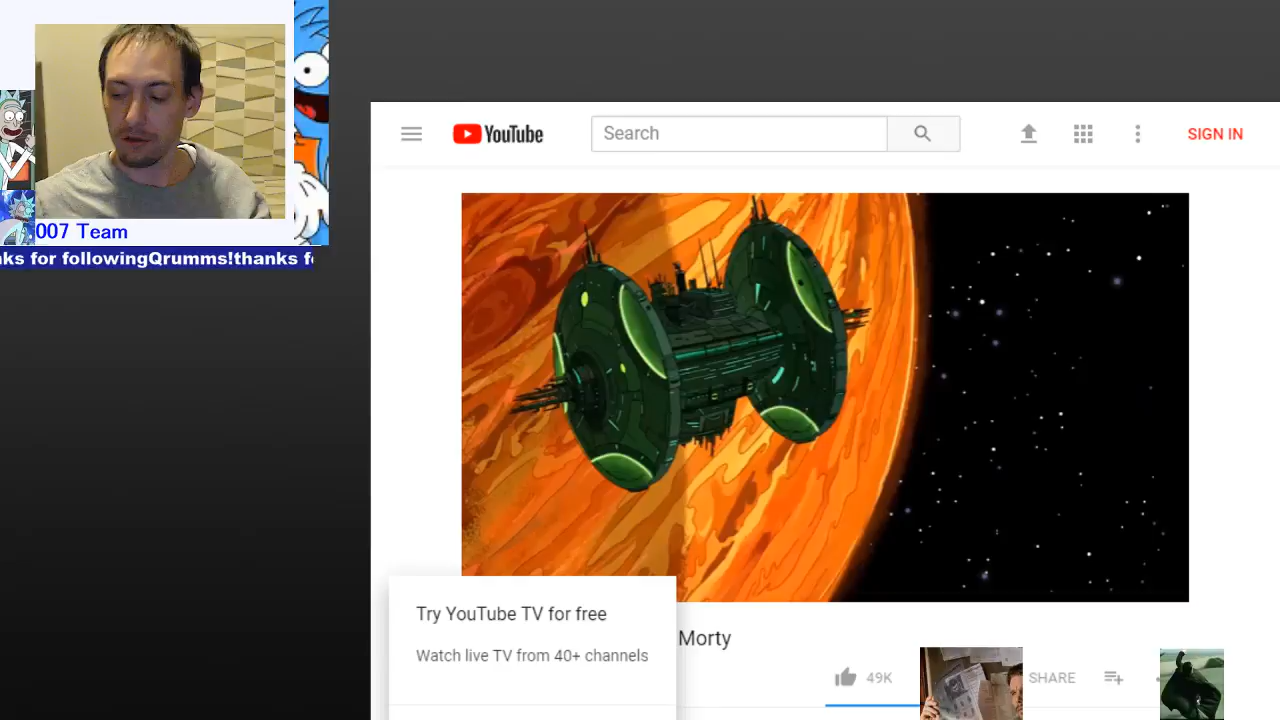 007 Team
ks for followingQrumms!thanks f
YouTube
Search
SIGN IN
Try YouTube TV for free
Watch live TV from 40+ channels
Morty
49K
SHARE